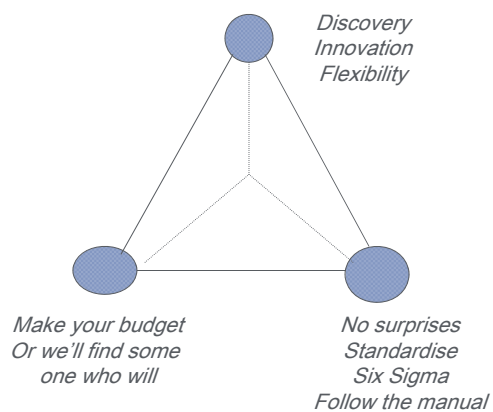 Discovery
Innovation
Flexibility
Make your budget
Or we'll find some
one who will
No surprises
Standardise
Six Sigma
Follow the manual